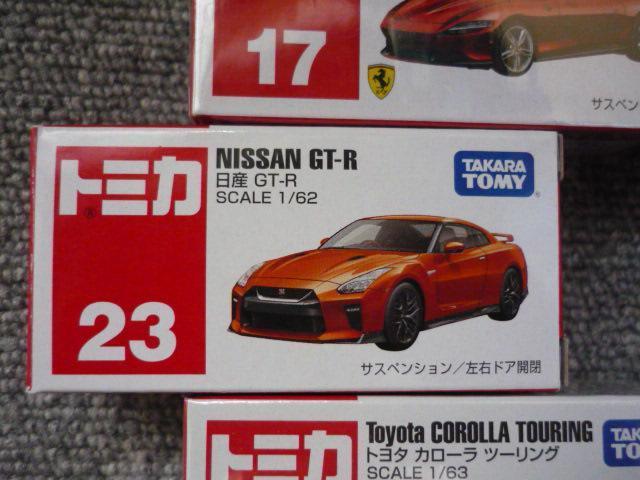 17
サスペン
トミカ
®
23
NISSAN GT-R
日産 GT-R
SCALE 1/62
TAKARA
TOMY
®
サスペンション／左右ドア開閉
トミカ
Toyota COROLLA TOURING
トヨタ カローラ ツーリング
SCALE 1/63
TAKA
TO